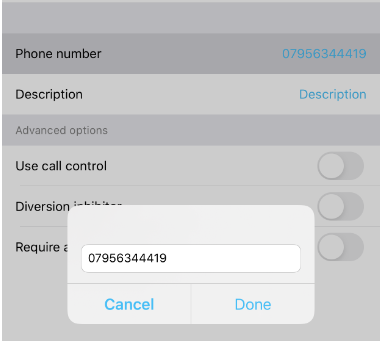 Phone number 07956344419
Description Description
Advanced options
Use call control
Diversion inhibitor
Require a
07956344419
Cancel Done